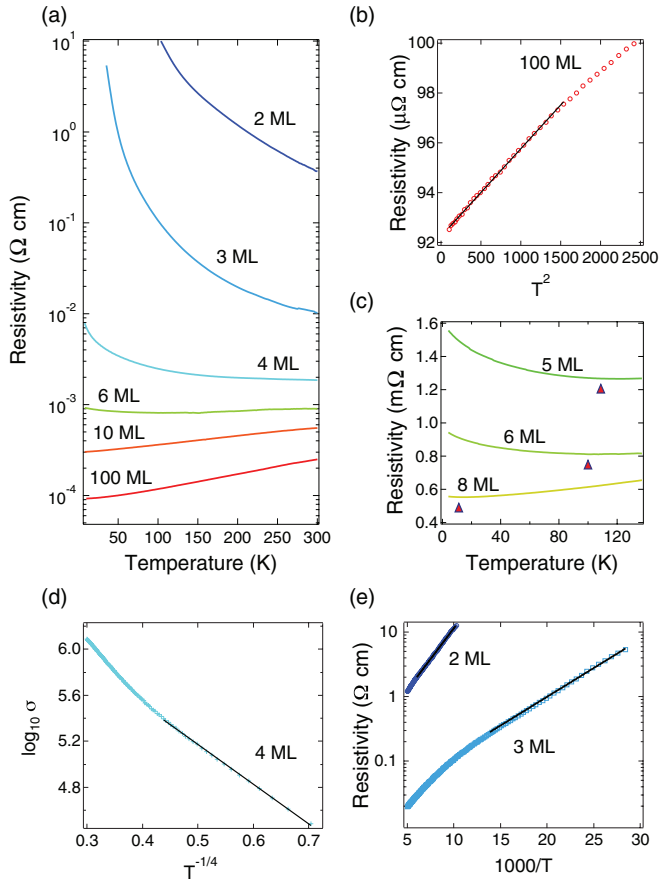 (a)
10^1
10^0
10^-1
10^-2
10^-3
10^-4
Resistivity (Ω cm)
2 ML
3 ML
4 ML
6 ML
10 ML
100 ML
50 100 150 200 250 300
Temperature (K)
(b)
100
98
96
94
92
Resistivity (μΩ cm)
100 ML
0 500 1000 1500 2000 2500
T^2
(c)
1.6
1.4
1.2
1.0
0.8
0.6
0.4
Resistivity (mΩ cm)
5 ML
6 ML
8 ML
0 40 80 120
Temperature (K)
(d)
6.0
5.6
5.2
4.8
log10 σ
4 ML
0.3 0.4 0.5 0.6 0.7
T^-1/4
(e)
10
1
0.1
Resistivity (Ω cm)
2 ML
3 ML
5 10 15 20 25 30
1000/T